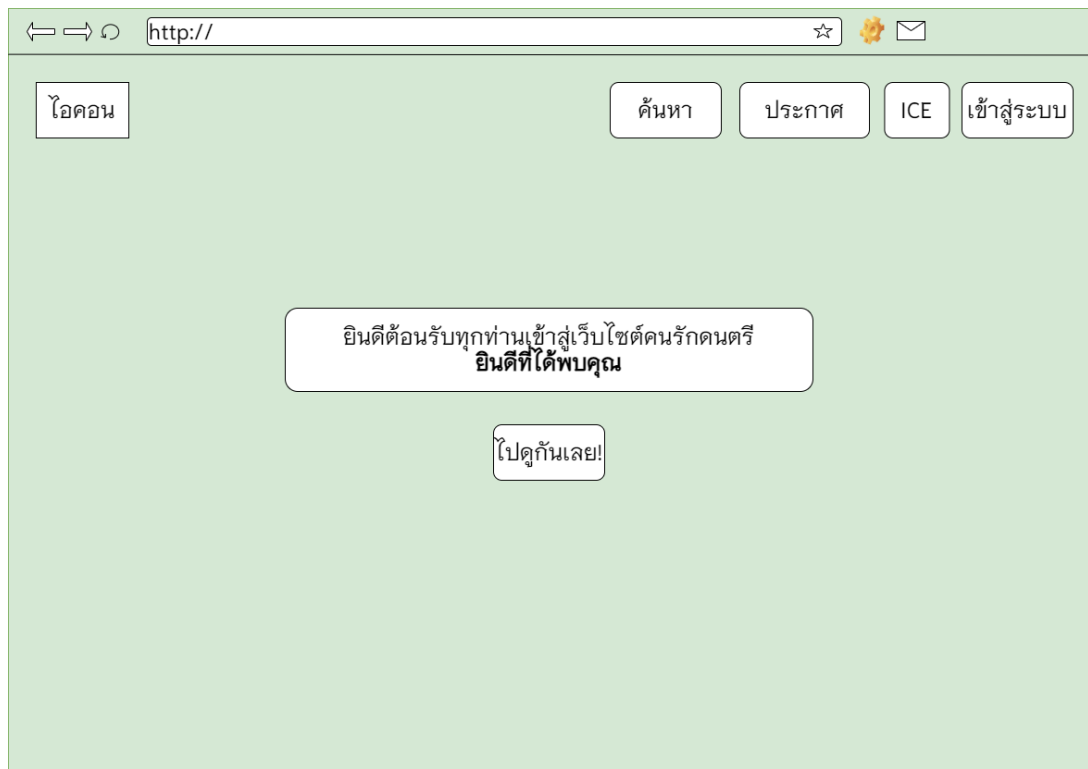 http://
ไอคอน
ค้นหา
ประกาศ
ICE
เข้าสู่ระบบ
ยินดีต้อนรับทุกท่านเข้าสู่เว็บไซต์คนรักดนตรี
ยินดีที่ได้พบคุณ
ไปดูกันเลย!